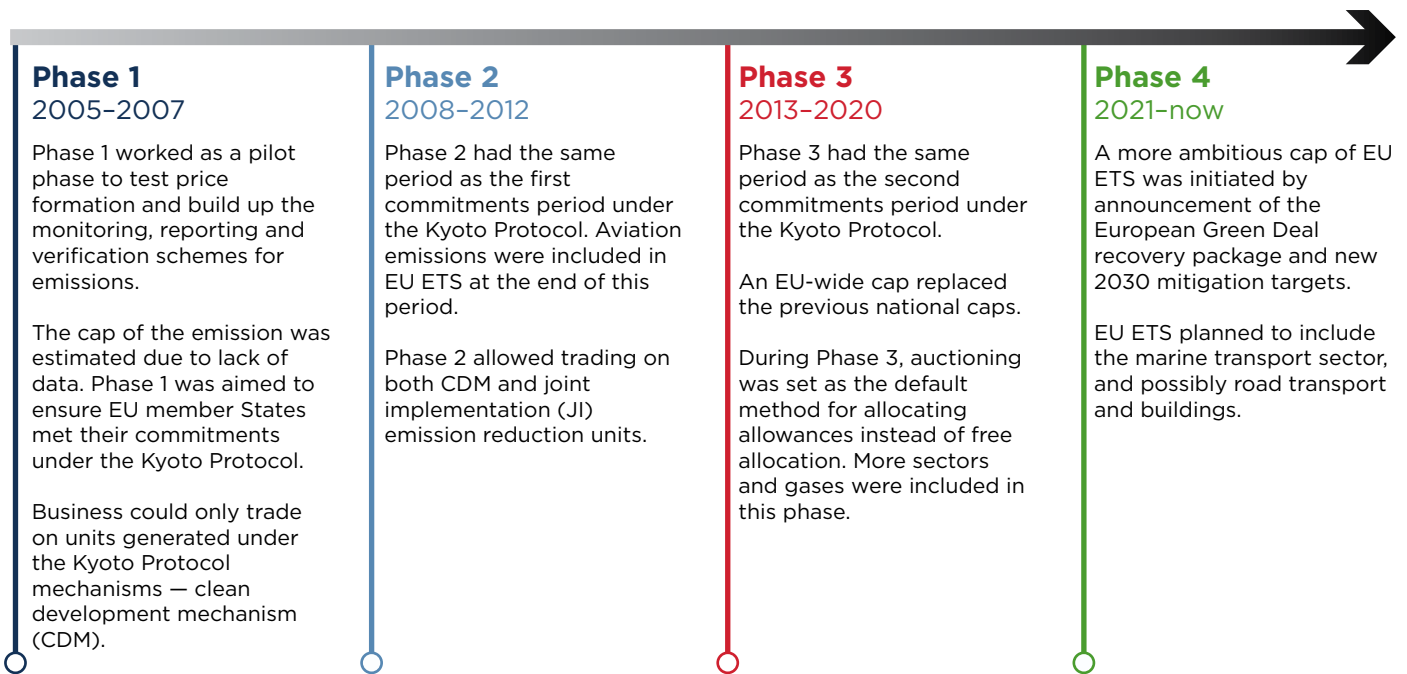 Phase 1
2005–2007
Phase 1 worked as a pilot
phase to test price
formation and build up the
monitoring, reporting and
verification schemes for
emissions.
The cap of the emission was
estimated due to lack of
data. Phase 1 was aimed to
ensure EU member States
met their commitments
under the Kyoto Protocol.
Business could only trade
on units generated under
the Kyoto Protocol
mechanisms — clean
development mechanism
(CDM).
Phase 2
2008–2012
Phase 2 had the same
period as the first
commitments period under
the Kyoto Protocol. Aviation
emissions were included in
EU ETS at the end of this
period.
Phase 2 allowed trading on
both CDM and joint
implementation (JI)
emission reduction units.
Phase 3
2013–2020
Phase 3 had the same
period as the second
commitments period under
the Kyoto Protocol.
An EU-wide cap replaced
the previous national caps.
During Phase 3, auctioning
was set as the default
method for allocating
allowances instead of free
allocation. More sectors
and gases were included in
this phase.
Phase 4
2021–now
A more ambitious cap of EU
ETS was initiated by
announcement of the
European Green Deal
recovery package and new
2030 mitigation targets.
EU ETS planned to include
the marine transport sector,
and possibly road transport
and buildings.